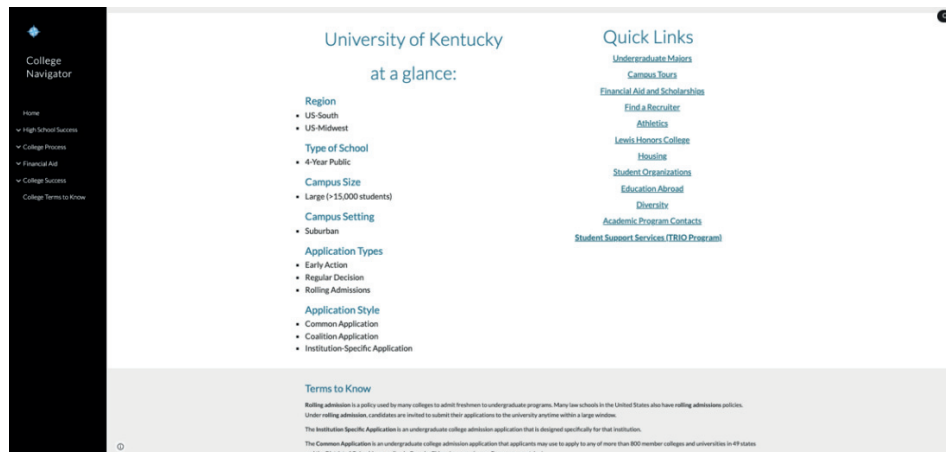 College
Navigator
Home
High School Success
College Process
Financial Aid
College Success
College Terms to Know
University of Kentucky
at a glance:
Region
• US-South
• US-Midwest
Type of School
• 4-Year Public
Campus Size
• Large (>15,000 students)
Campus Setting
• Suburban
Application Types
• Early Action
• Regular Decision
• Rolling Admissions
Application Style
• Common Application
• Coalition Application
• Institution-Specific Application
Quick Links
Undergraduate Majors
Campus Tours
Financial Aid and Scholarships
Find a Recruiter
Athletics
Lewis Honors College
Housing
Student Organizations
Education Abroad
Diversity
Academic Program Contacts
Student Support Services (TRIO Program)
Terms to Know
Rolling admission is a policy used by many colleges to admit freshmen to undergraduate programs. Many law schools in the United States also have rolling admissions policies.
Under rolling admission, candidates are invited to submit their applications to the university anytime within a large window.
The Institution Specific Application is an undergraduate college admission application that is designed specifically for that institution.
The Common Application is an undergraduate college admission application that applicants may use to apply to any of more than 800 member colleges and universities in 49 states